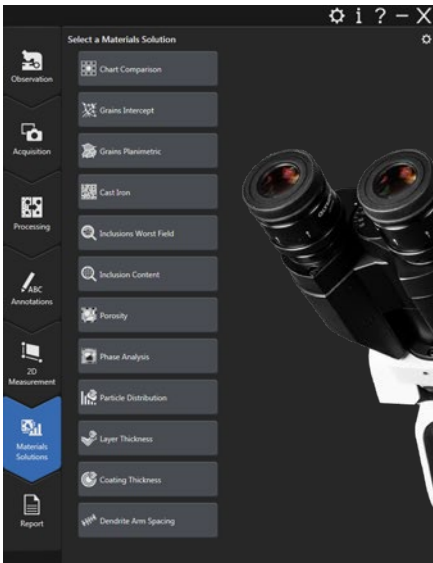 i ? – X
Select a Materials Solution
Observation
Acquisition
Processing
ABC
Annotations
2D
Measurement
Materials
Solutions
Report
Chart Comparison
Grains Intercept
Grains Planimetric
Cast Iron
Inclusions Worst Field
Inclusion Content
Porosity
Phase Analysis
Particle Distribution
Layer Thickness
Coating Thickness
Dendrite Arm Spacing